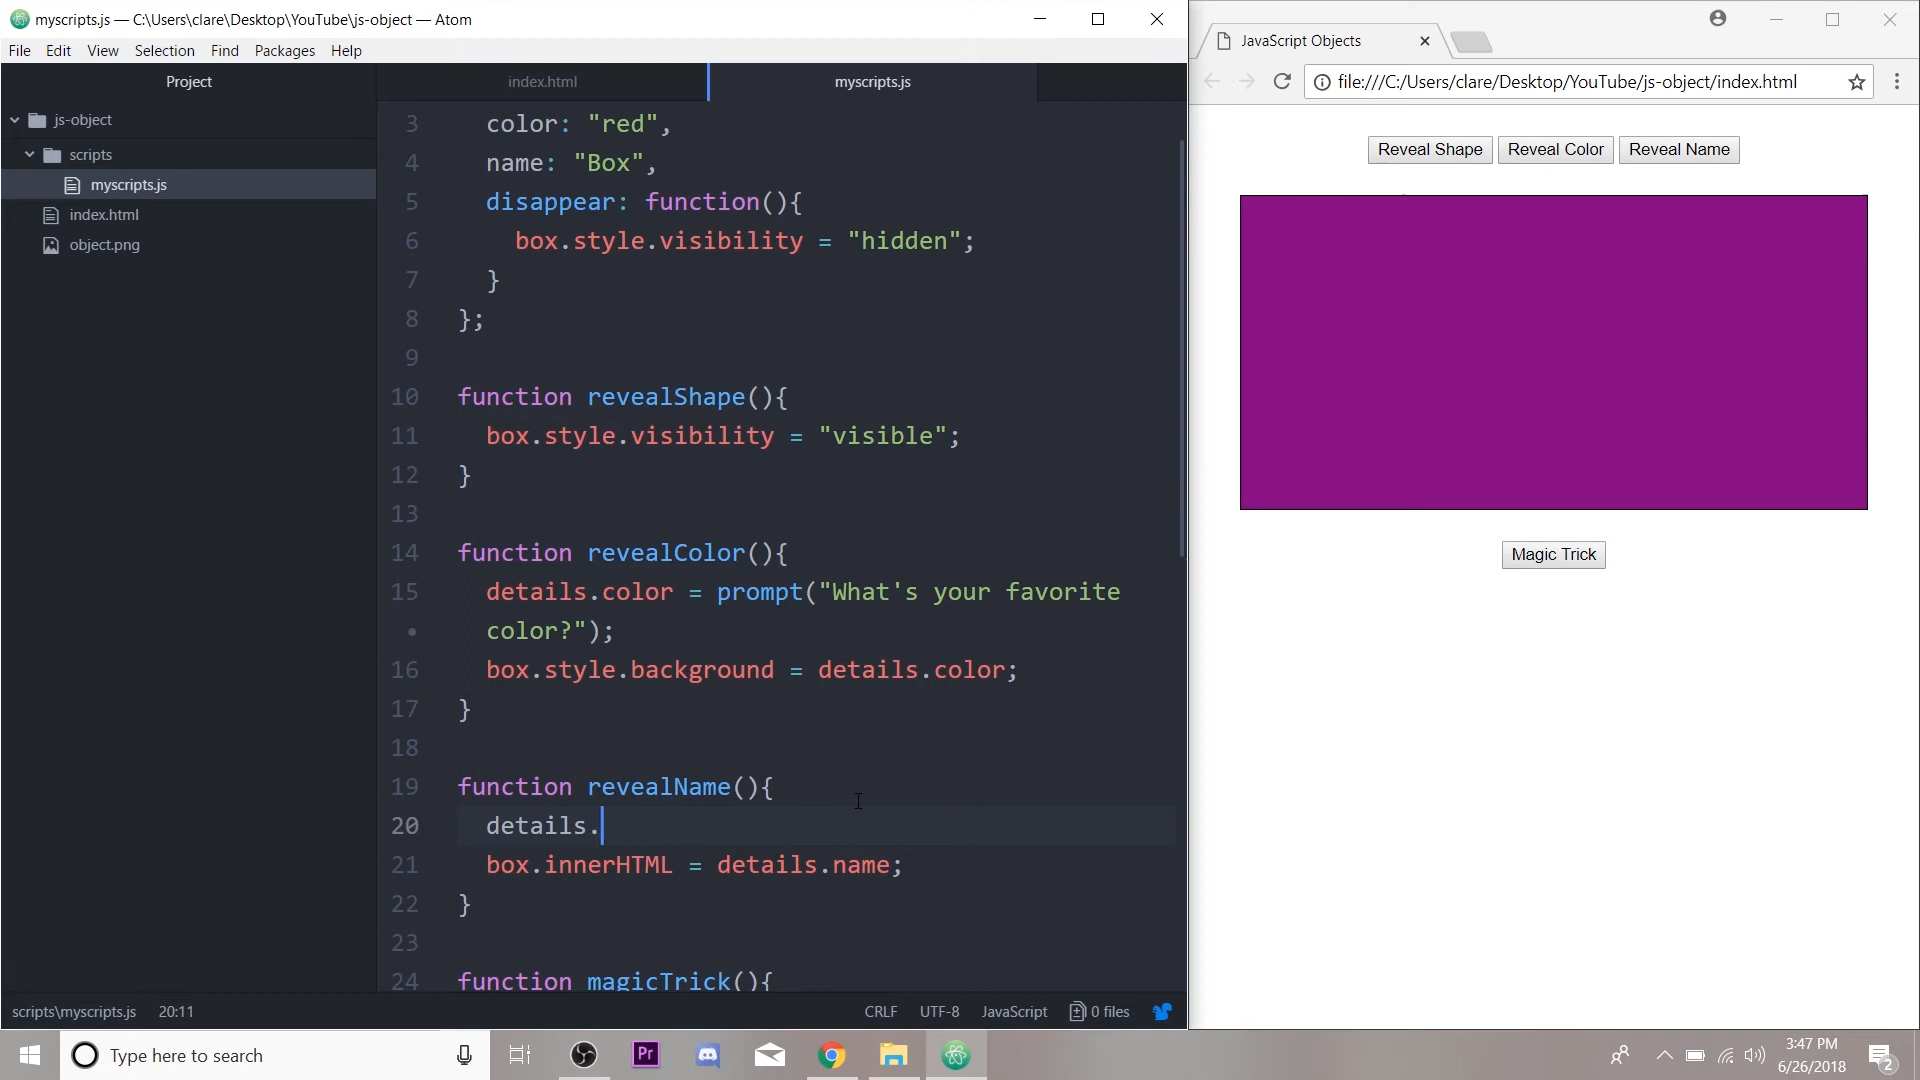 myscripts.js — C:\Users\clare\Desktop\YouTube\js-object — Atom
File Edit View Selection Find Packages Help
Project
js-object
scripts
myscripts.js
index.html
object.png
index.html
myscripts.js
3 color: "red",
4 name: "Box",
5 disappear: function(){
6 box.style.visibility = "hidden";
7 }
8 };
9
10 function revealShape(){
11 box.style.visibility = "visible";
12 }
13
14 function revealColor(){
15 details.color = prompt("What's your favorite
• color?");
16 box.style.background = details.color;
17 }
18
19 function revealName(){
20 details.
21 box.innerHTML = details.name;
22 }
23
24 function magicTrick(){
scripts\myscripts.js 20:11
CRLF UTF-8 JavaScript 0 files
JavaScript Objects
file:///C:/Users/clare/Desktop/YouTube/js-object/index.html
Reveal Shape Reveal Color Reveal Name
Magic Trick
Type here to search
Pr
3:47 PM
6/26/2018
2